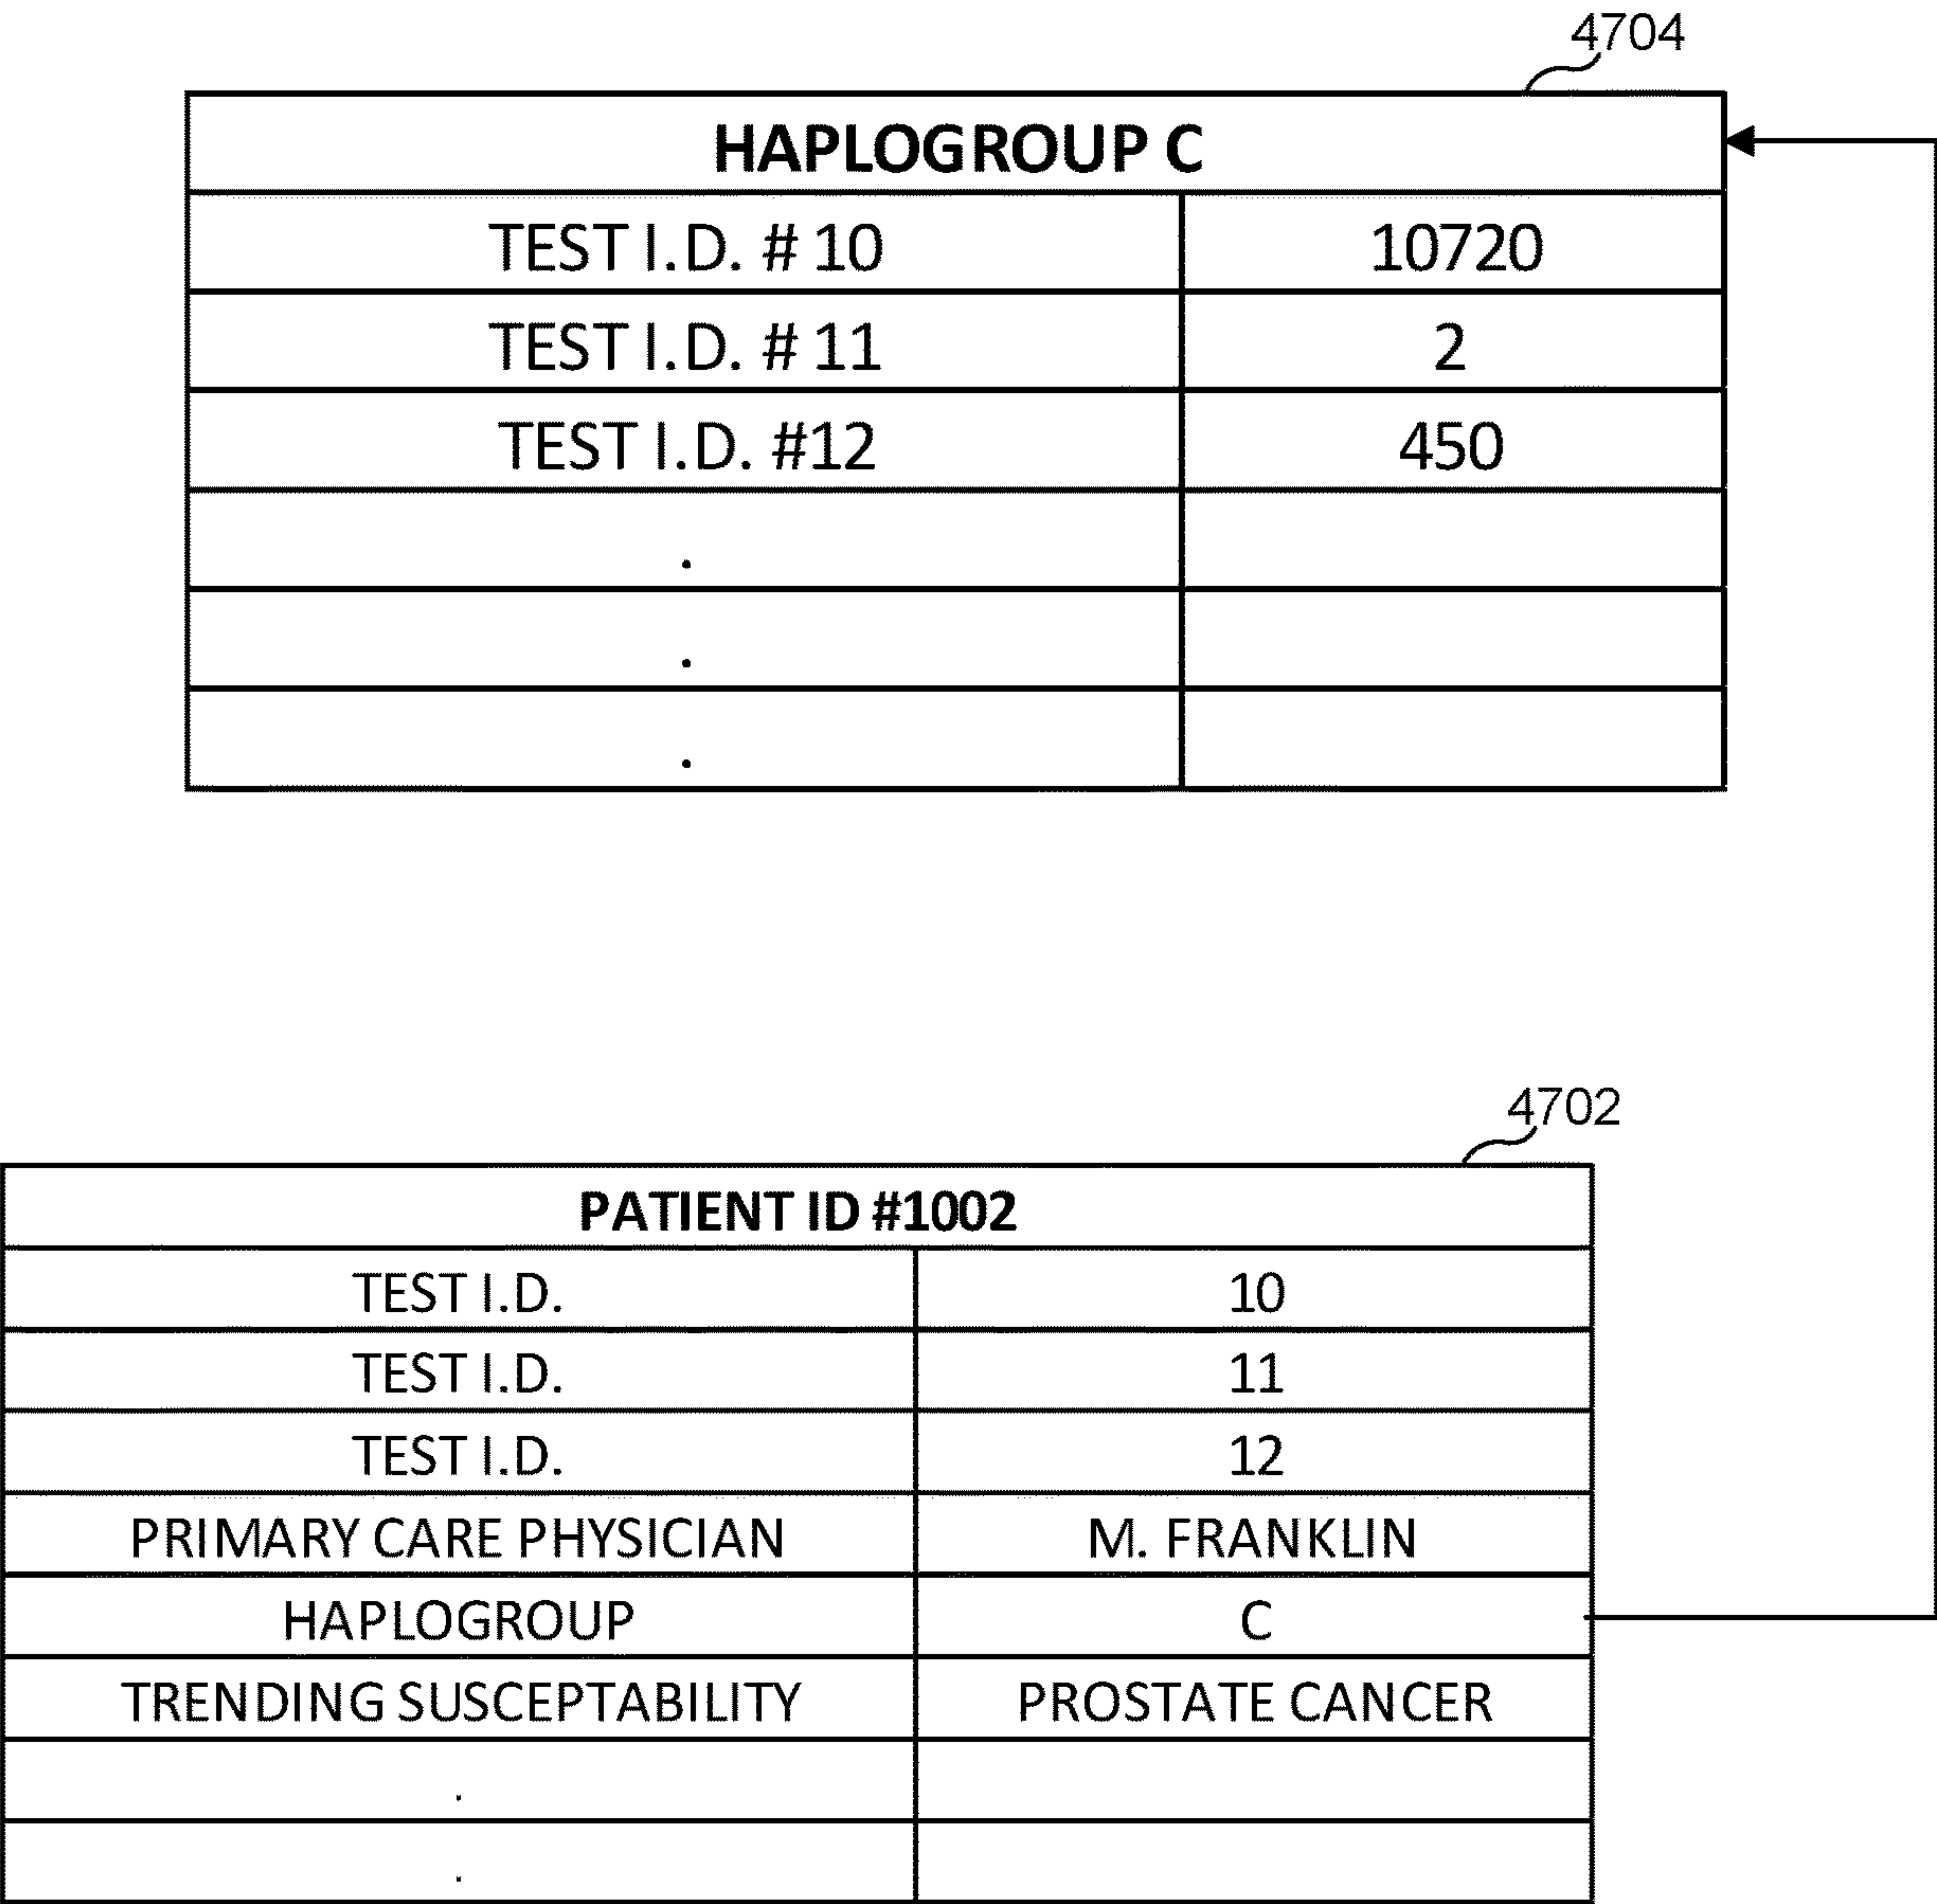 4704
HAPLOGROUP C
TEST I.D. # 10 10720
TEST I.D. # 11 2
TEST I.D. #12 450
.
.
.
4702
PATIENT ID #1002
TEST I.D. 10
TEST I.D. 11
TEST I.D. 12
PRIMARY CARE PHYSICIAN M. FRANKLIN
HAPLOGROUP C
TRENDING SUSCEPTABILITY PROSTATE CANCER
.
.